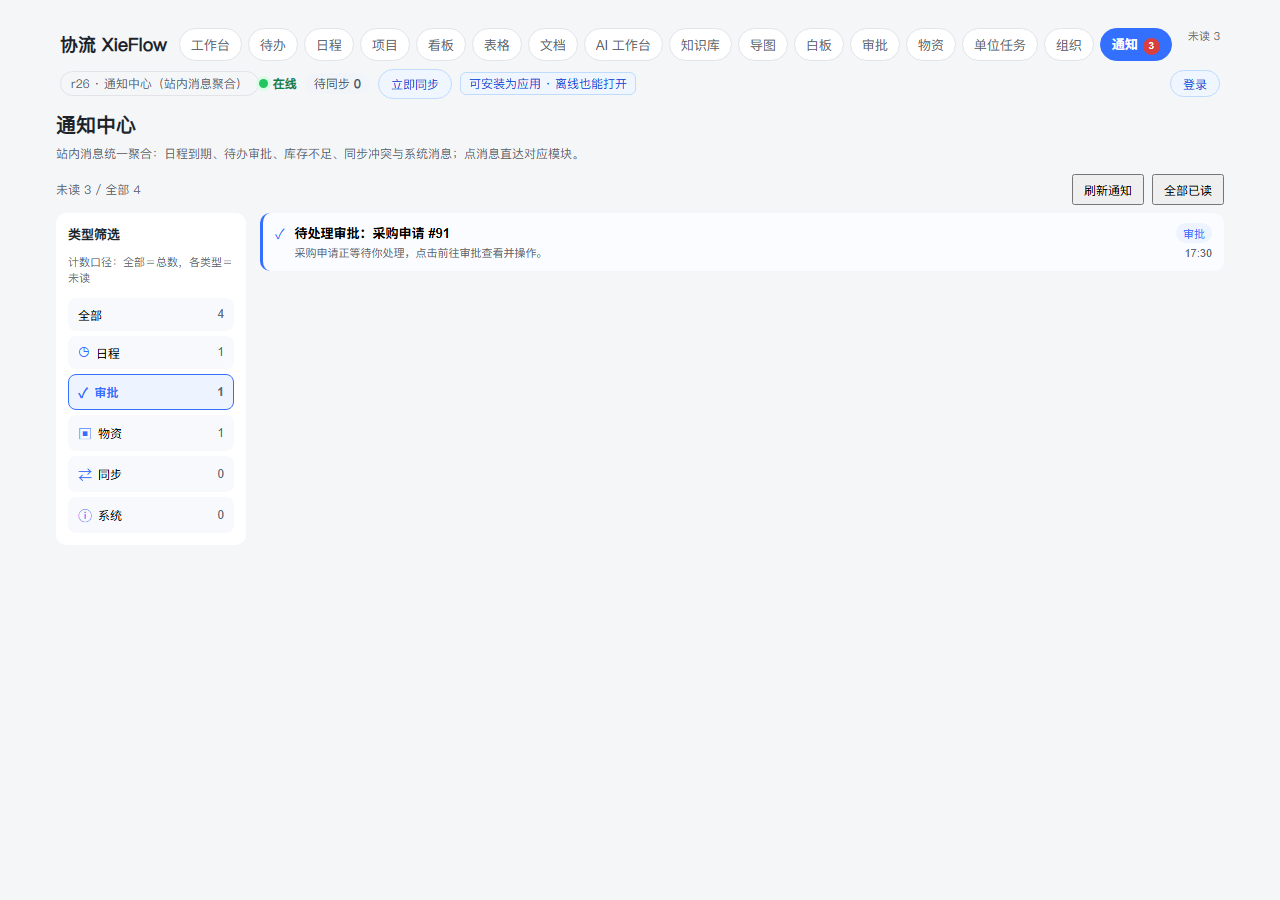 协流 XieFlow 工作台 待办 日程 项目 看板 表格 文档 AI 工作台 知识库 导图 白板 审批 物资 单位任务 组织 通知 3 未读 3
r26 · 通知中心（站内消息聚合） 在线 待同步 0 立即同步 可安装为应用 · 离线也能打开 登录
通知中心
站内消息统一聚合：日程到期、待办审批、库存不足、同步冲突与系统消息；点消息直达对应模块。
未读 3 / 全部 4 刷新通知 全部已读
类型筛选
计数口径：全部＝总数，各类型＝
未读
全部 4
日程 1
✓ 审批 1
物资 1
同步 0
系统 0
✓ 待处理审批：采购申请 #91 审批
采购申请正等待你处理，点击前往审批查看并操作。 17:30